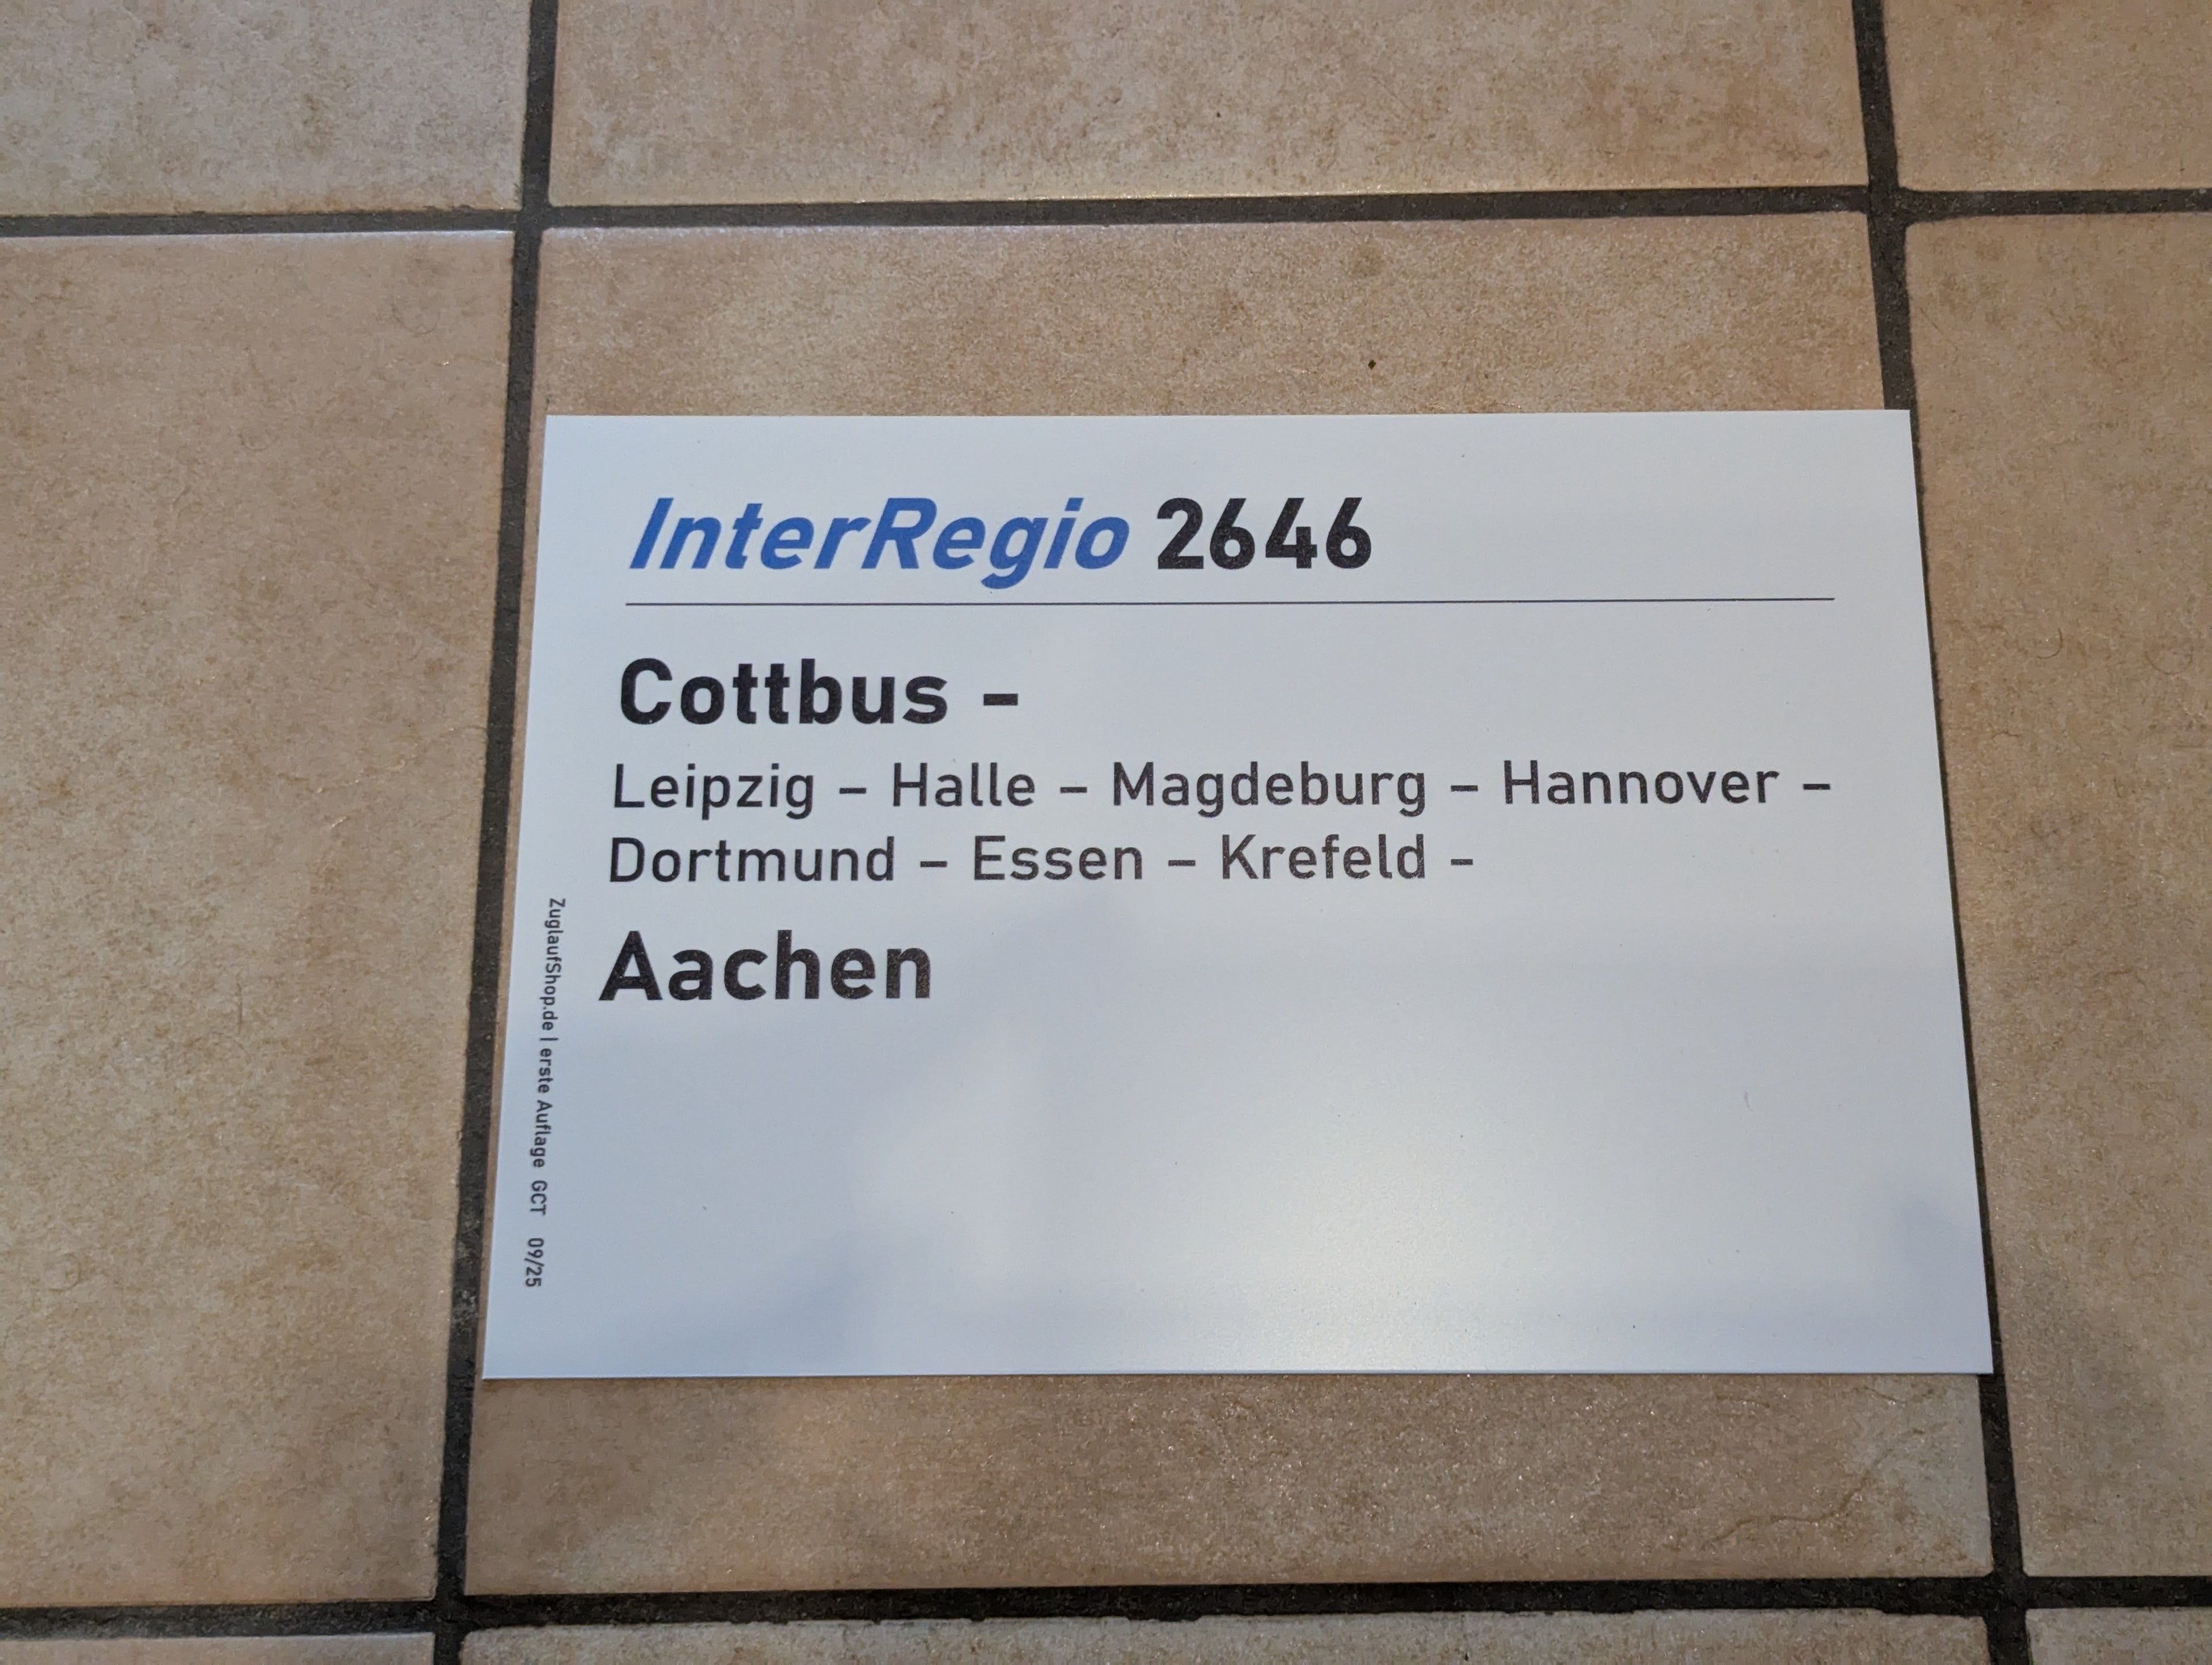 InterRegio 2646
Cottbus –
Leipzig – Halle – Magdeburg – Hannover –
Dortmund – Essen – Krefeld –
Aachen
ZuglaufShop.de | erste Auflage GCT 09/25